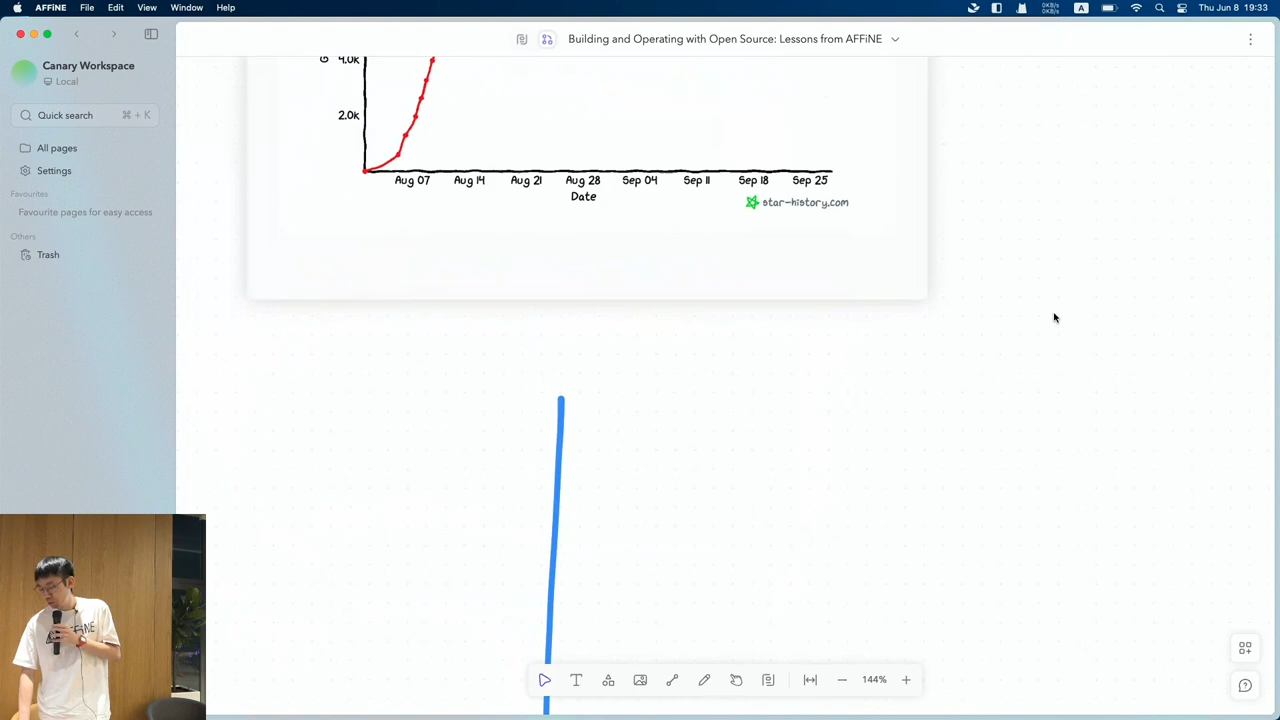 AFFiNE File Edit View Window Help
0KB/s
0KB/s
A
Thu Jun 8 19:33
Building and Operating with Open Source: Lessons from AFFiNE
Canary Workspace
Local
Quick search ⌘ + K
All pages
Settings
Favourites
Favourite pages for easy access
Others
Trash
4.0k
2.0k
Aug 07 Aug 14 Aug 21 Aug 28 Sep 04 Sep 11 Sep 18 Sep 25
Date
star-history.com
AFFiNE
T
144%